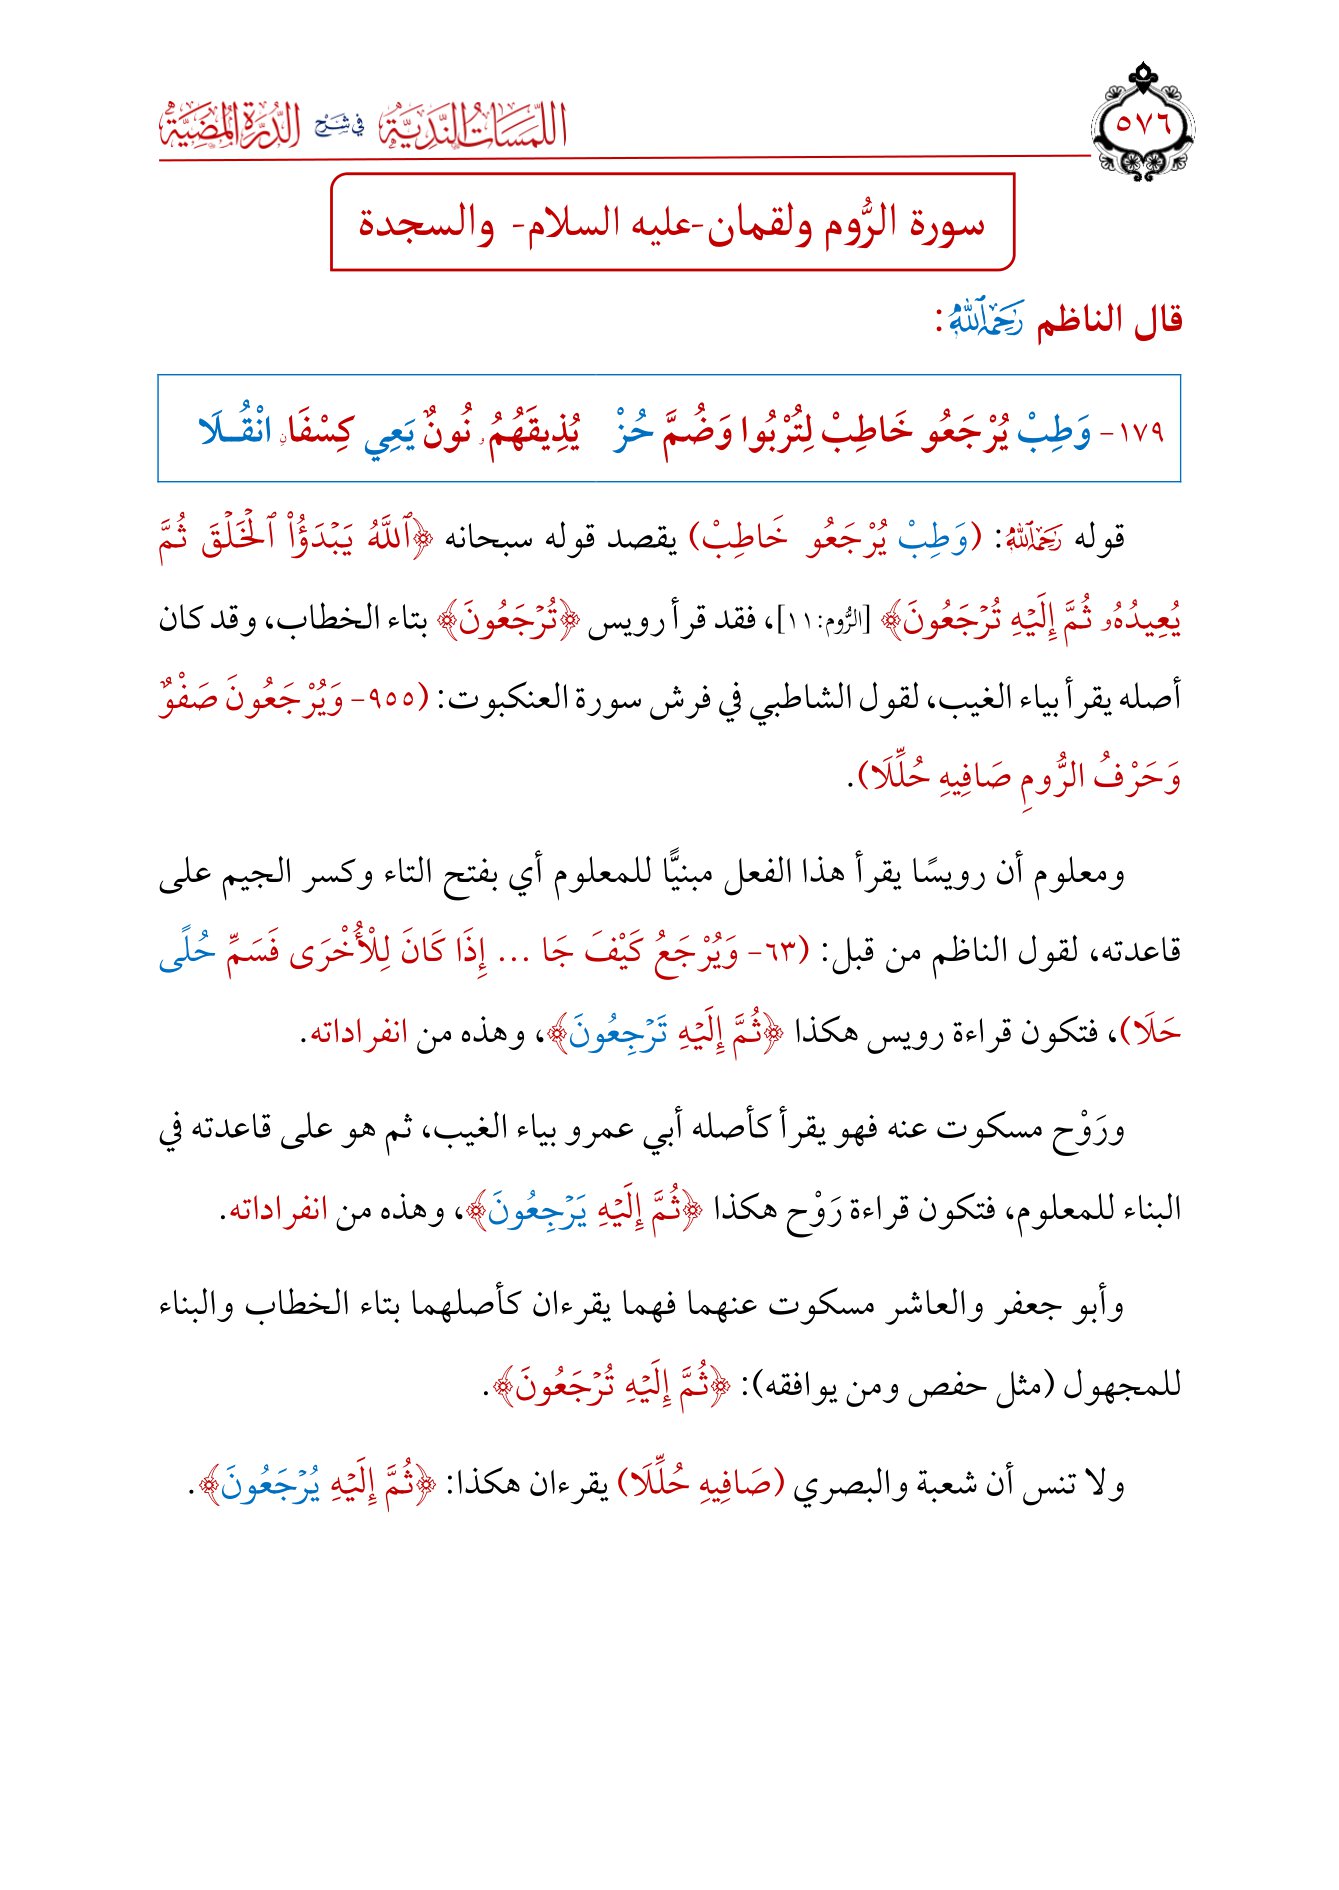 اللمسات الندية في شرح الدرة المضية
٥٧٦
سورة الرُّوم ولقمان-عليه السلام- والسجدة
قال الناظم رَحِمَهُ ٱللَّهُ:
١٧٩- وَطِبْ يُرْجَعُو خَاطِبْ لِتُرْبُوا وَضُمَّ حُزْ يُذِيقَهُمُۥ نُونٌ يَعِي كِسْفَاۨ انْقُـلَا
قوله رَحِمَهُ ٱللَّهُ: (وَطِبْ يُرْجَعُو خَاطِبْ) يقصد قوله سبحانه ﴿ٱللَّهُ يَبْدَؤُاْ ٱلْخَلْقَ ثُمَّ
يُعِيدُهُۥ ثُمَّ إِلَيْهِ تُرْجَعُونَ﴾ [الرُّوم:١١]، فقد قرأ رويس ﴿تُرْجَعُونَ﴾ بتاء الخطاب، وقد كان
أصله يقرأ بياء الغيب، لقول الشاطبي في فرش سورة العنكبوت: (٩٥٥- وَيُرْجَعُونَ صَفْوٌ
وَحَرْفُ الرُّومِ صَافِيهِ حُلِّلَا).
ومعلوم أن رويسًا يقرأ هذا الفعل مبنيًّا للمعلوم أي بفتح التاء وكسر الجيم على
قاعدته، لقول الناظم من قبل: (٦٣- وَيُرْجَعُ كَيْفَ جَا ... إِذَا كَانَ لِلْأُخْرَى فَسَمِّ حُلًى
حَلَا)، فتكون قراءة رويس هكذا ﴿ثُمَّ إِلَيْهِ تَرْجِعُونَ﴾، وهذه من انفراداته.
ورَوْح مسكوت عنه فهو يقرأ كأصله أبي عمرو بياء الغيب، ثم هو على قاعدته في
البناء للمعلوم، فتكون قراءة رَوْح هكذا ﴿ثُمَّ إِلَيْهِ يَرْجِعُونَ﴾، وهذه من انفراداته.
وأبو جعفر والعاشر مسكوت عنهما فهما يقرءان كأصلهما بتاء الخطاب والبناء
للمجهول (مثل حفص ومن يوافقه): ﴿ثُمَّ إِلَيْهِ تُرْجَعُونَ﴾.
ولا تنس أن شعبة والبصري (صَافِيهِ حُلِّلَا) يقرءان هكذا: ﴿ثُمَّ إِلَيْهِ يُرْجَعُونَ﴾.